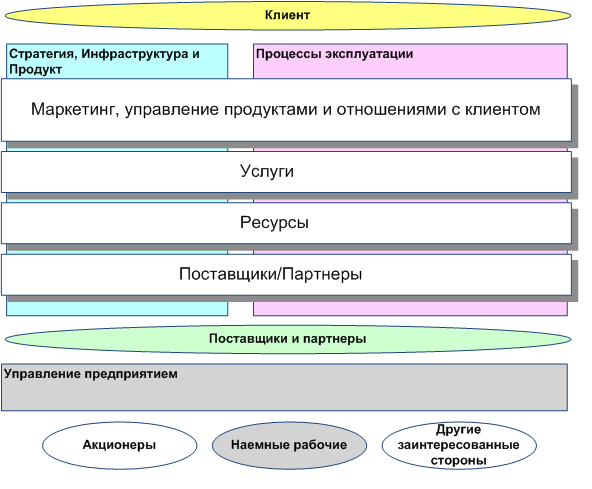 Клиент
Стратегия, Инфраструктура и
Продукт
Процессы эксплуатации
Маркетинг, управление продуктами и отношениями с клиентом
Услуги
Ресурсы
Поставщики/Партнеры
Поставщики и партнеры
Управление предприятием
Акционеры
Наемные рабочие
Другие
заинтересованные
стороны